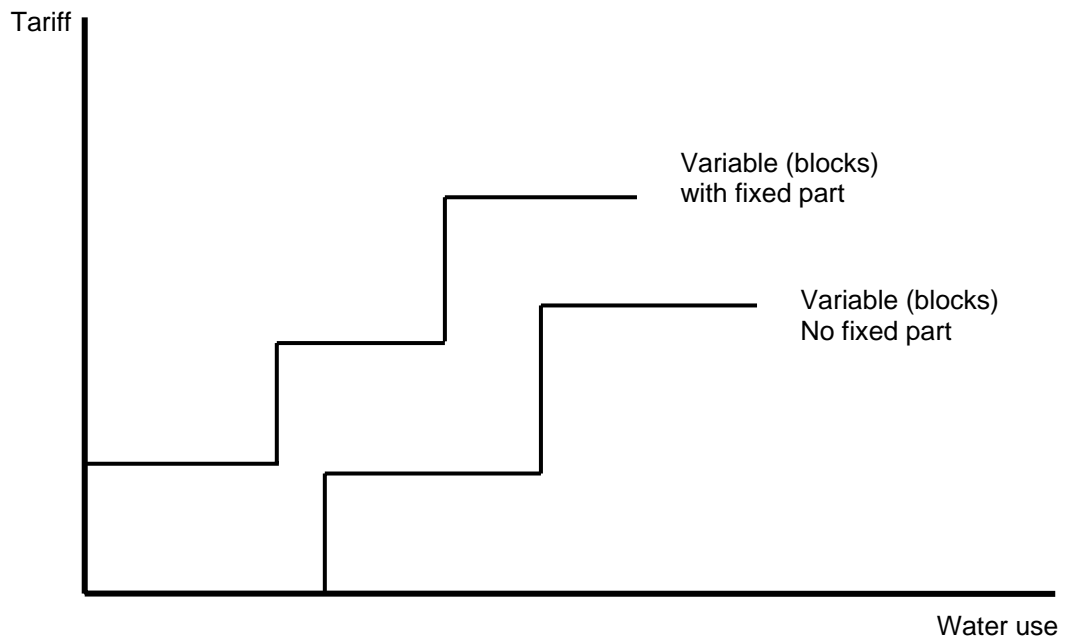 Tariff
Variable (blocks)
with fixed part
Variable (blocks)
No fixed part
Water use